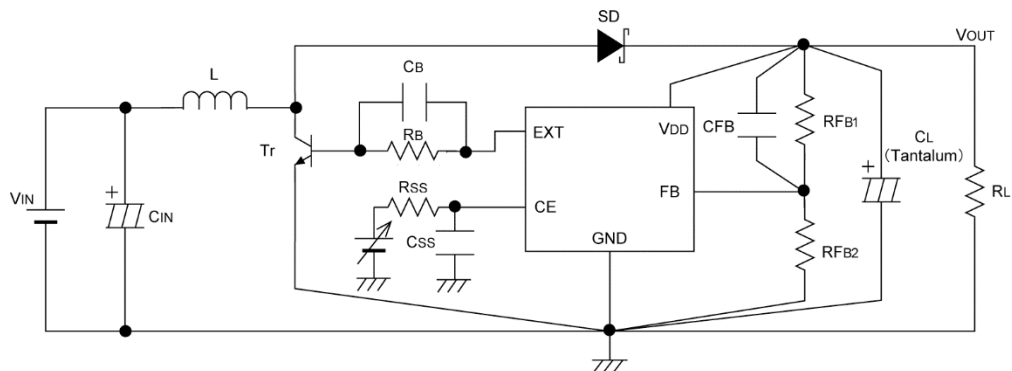 SD
VOUT
L
CB
RB
Tr
EXT
VDD
CFB
RFB1
CL
(Tantalum)
VIN
CIN
RSS
CE
FB
RL
CSS
GND
RFB2
+
+